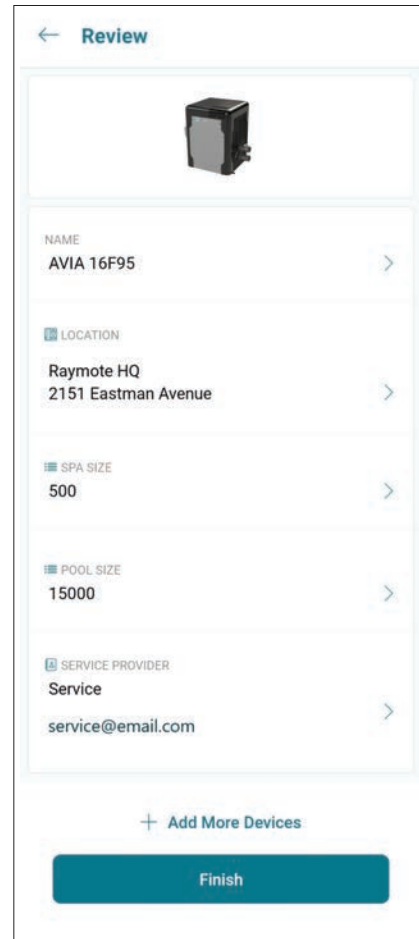 Review
NAME
AVIA 16F95
LOCATION
Raymote HQ
2151 Eastman Avenue
SPA SIZE
500
POOL SIZE
15000
SERVICE PROVIDER
Service
service@email.com
+ Add More Devices
Finish